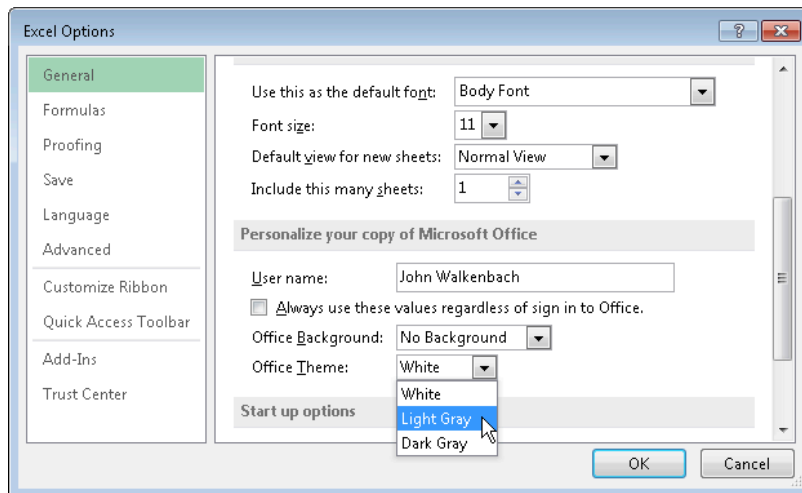 Excel Options
General
Formulas
Proofing
Save
Language
Advanced
Customize Ribbon
Quick Access Toolbar
Add-Ins
Trust Center
Use this as the default font: Body Font
Font size: 11
Default view for new sheets: Normal View
Include this many sheets: 1
Personalize your copy of Microsoft Office
User name: John Walkenbach
Always use these values regardless of sign in to Office.
Office Background: No Background
Office Theme: White
White
Light Gray
Dark Gray
Start up options
OK Cancel